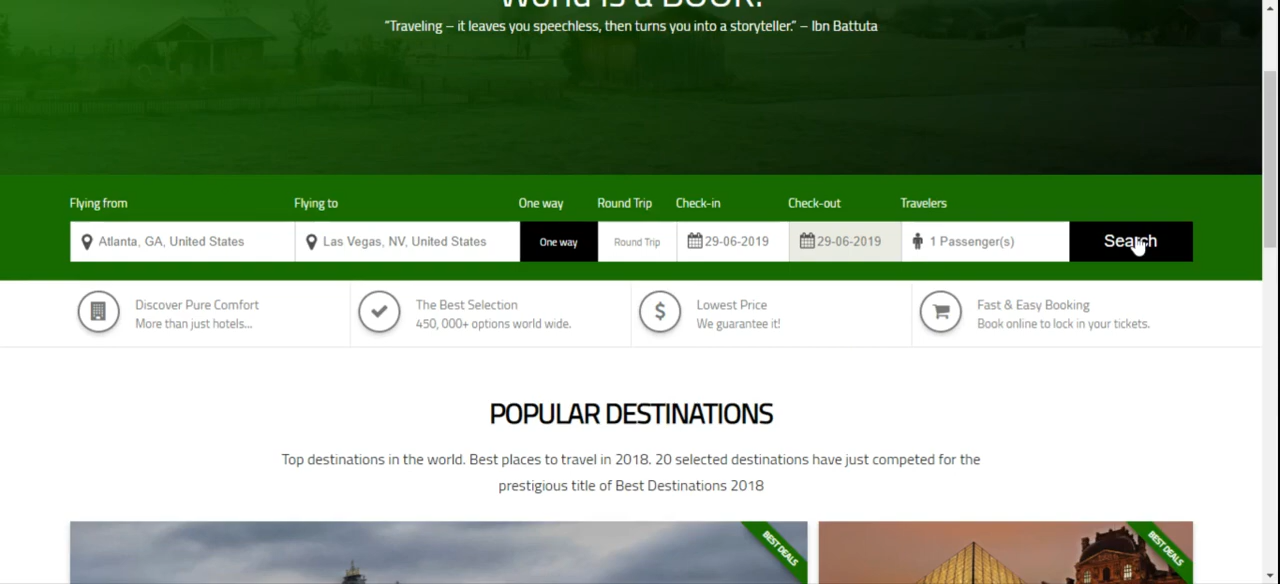 World is a BOOK!
“Traveling – it leaves you speechless, then turns you into a storyteller.” – Ibn Battuta
Flying from Flying to One way Round Trip Check-in Check-out Travelers
Atlanta, GA, United States Las Vegas, NV, United States One way Round Trip 29-06-2019 29-06-2019 1 Passenger(s) Search
Discover Pure Comfort
More than just hotels...
The Best Selection
450, 000+ options world wide.
$
Lowest Price
We guarantee it!
Fast & Easy Booking
Book online to lock in your tickets.
POPULAR DESTINATIONS
Top destinations in the world. Best places to travel in 2018. 20 selected destinations have just competed for the
prestigious title of Best Destinations 2018
BEST DEALS
BEST DEALS